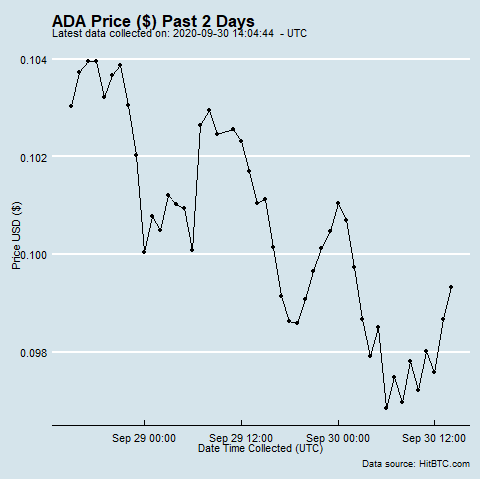 ADA Price ($) Past 2 Days
Latest data collected on: 2020-09-30 14:04:44 - UTC
0.104
0.102
0.100
0.098
Price USD ($)
Sep 29 00:00
Sep 29 12:00
Sep 30 00:00
Sep 30 12:00
Date Time Collected (UTC)
Data source: HitBTC.com